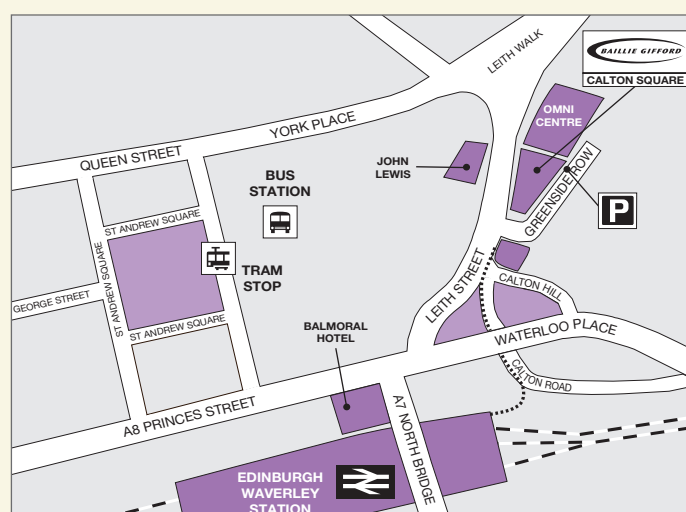 LEITH WALK
BAILLIE GIFFORD
CALTON SQUARE
OMNI
CENTRE
YORK PLACE
QUEEN STREET
JOHN
LEWIS
BUS
STATION
GREENSIDE ROW
P
ST ANDREW SQUARE
ST ANDREW SQUARE
TRAM
STOP
GEORGE STREET
CALTON HILL
LEITH STREET
ST ANDREW SQUARE
BALMORAL
HOTEL
WATERLOO PLACE
CALTON ROAD
A8 PRINCES STREET
A7 NORTH BRIDGE
EDINBURGH
WAVERLEY
STATION